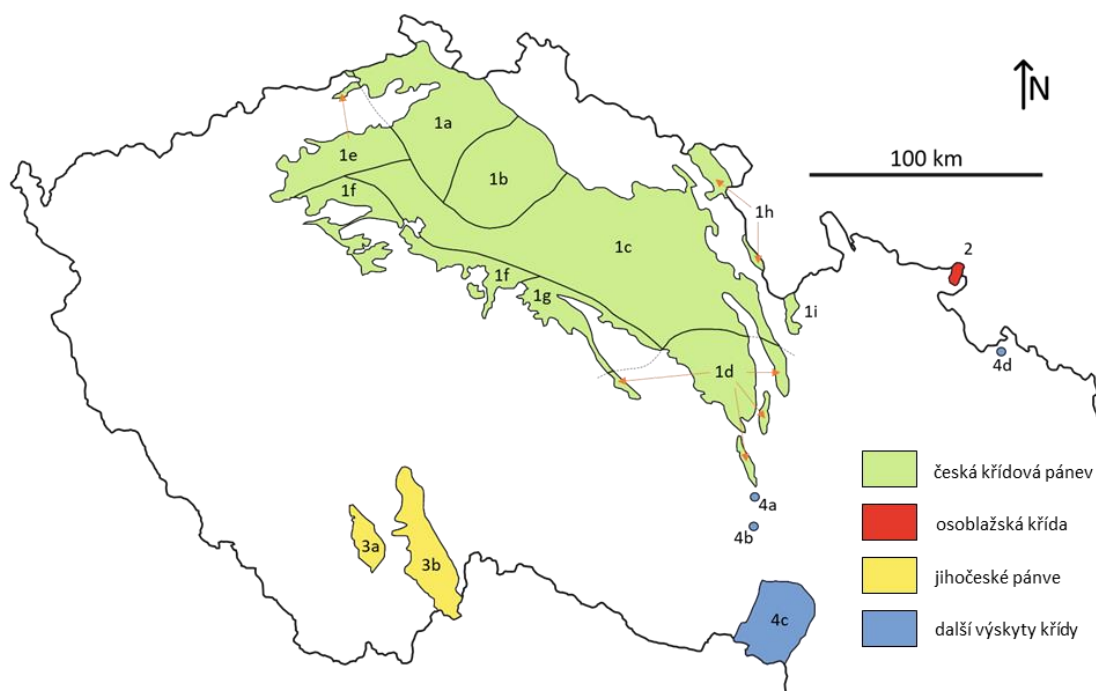 N
100 km
1a
1e
1b
1f
1h
1c
2
1f
1g
1i
4d
1d
česká křídová pánev
4a
osoblažská křída
4b
3a
3b
jihočeské pánve
4c
další výskyty křídy